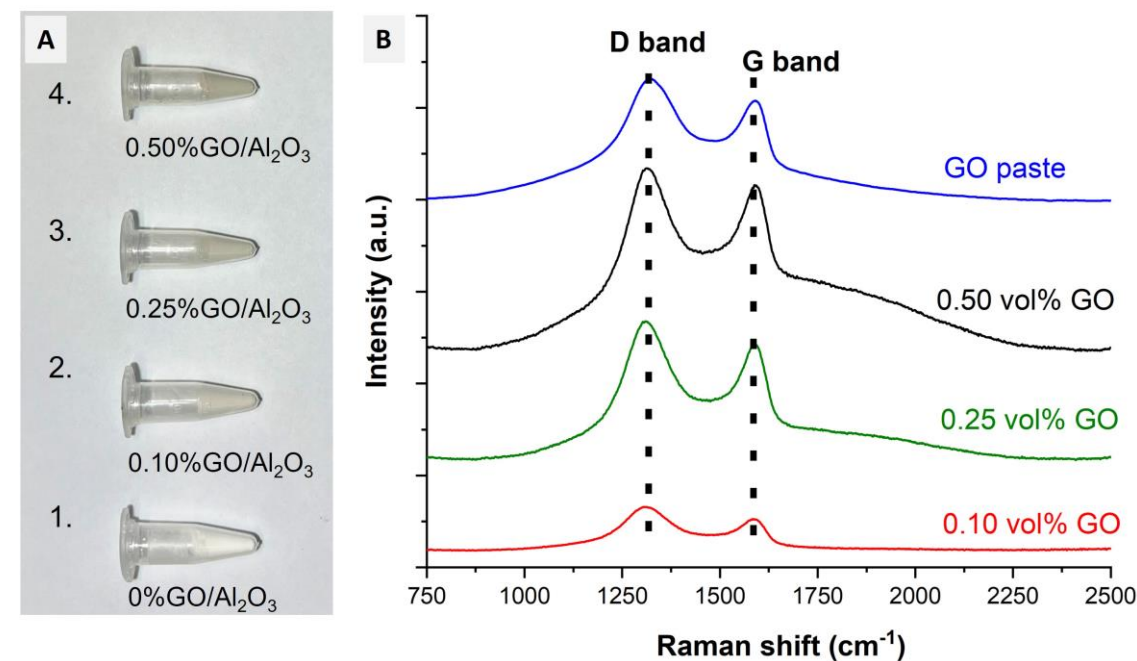 A
4.
0.50%GO/Al₂O₃
3.
0.25%GO/Al₂O₃
2.
0.10%GO/Al₂O₃
1.
0%GO/Al₂O₃
B
D band
G band
GO paste
0.50 vol% GO
0.25 vol% GO
0.10 vol% GO
Intensity (a.u.)
750 1000 1250 1500 1750 2000 2250 2500
Raman shift (cm⁻¹)